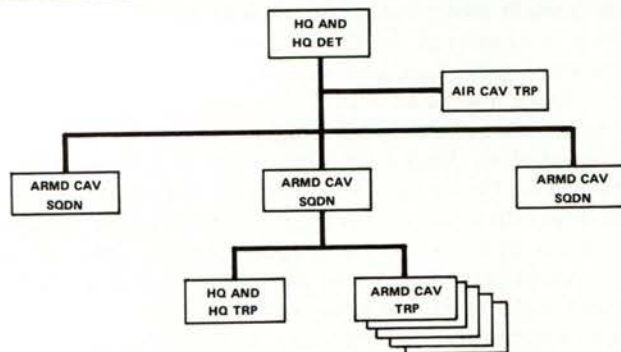 HQ AND
HQ DET
AIR CAV TRP
ARMD CAV
SQDN
ARMD CAV
SQDN
ARMD CAV
SQDN
HQ AND
HQ TRP
ARMD CAV
TRP